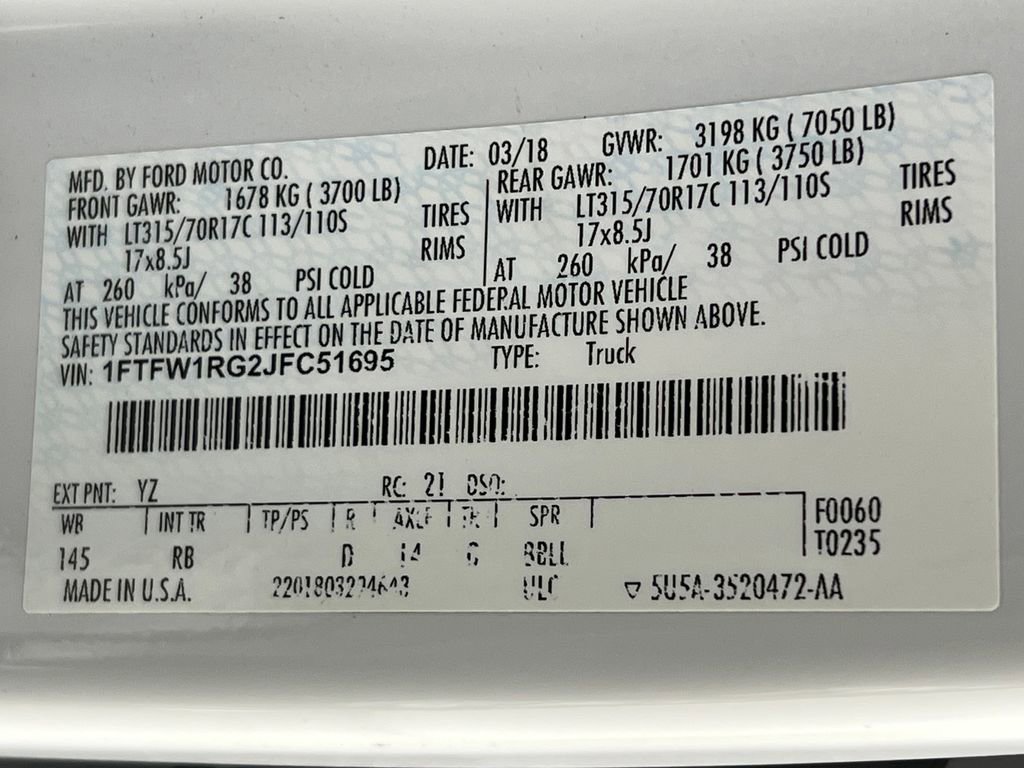 MFD. BY FORD MOTOR CO. DATE: 03/18 GVWR: 3198 KG ( 7050 LB)
FRONT GAWR: 1678 KG ( 3700 LB) REAR GAWR: 1701 KG ( 3750 LB)
WITH LT315/70R17C 113/110S TIRES WITH LT315/70R17C 113/110S TIRES
17x8.5J RIMS 17x8.5J RIMS
AT 260 kPa/ 38 PSI COLD AT 260 kPa/ 38 PSI COLD
THIS VEHICLE CONFORMS TO ALL APPLICABLE FEDERAL MOTOR VEHICLE
SAFETY STANDARDS IN EFFECT ON THE DATE OF MANUFACTURE SHOWN ABOVE.
VIN: 1FTFW1RG2JFC51695 TYPE: Truck
EXT PNT: YZ RC: 21 DSO:
WB INT TR TP/PS R AXLE TR SPR F0060
145 RB D 14 G T0235
MADE IN U.S.A. ULC ▽ 5U5A-3520472-AA